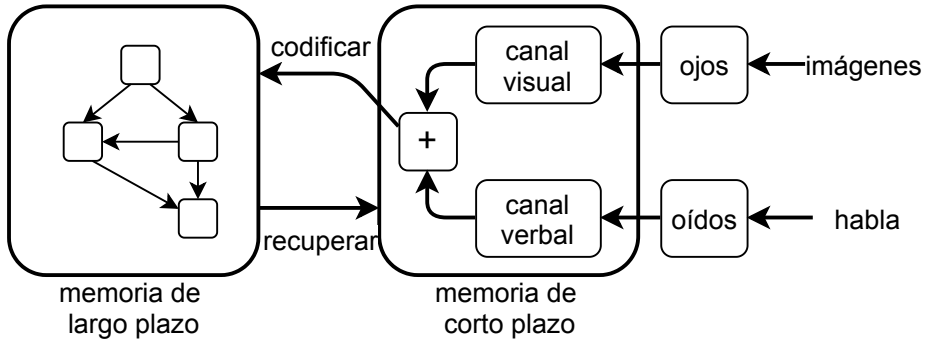 codificar
canal
visual
ojos
imágenes
+
canal
verbal
oídos
habla
recuperar
memoria de
largo plazo
memoria de
corto plazo